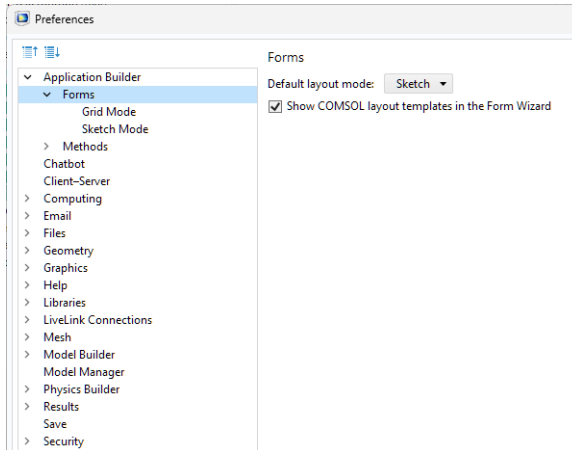 Preferences
Forms
Application Builder
Default layout mode: Sketch
Forms
Show COMSOL layout templates in the Form Wizard
Grid Mode
Sketch Mode
Methods
Chatbot
Client–Server
Computing
Email
Files
Geometry
Graphics
Help
Libraries
LiveLink Connections
Mesh
Model Builder
Model Manager
Physics Builder
Results
Save
Security